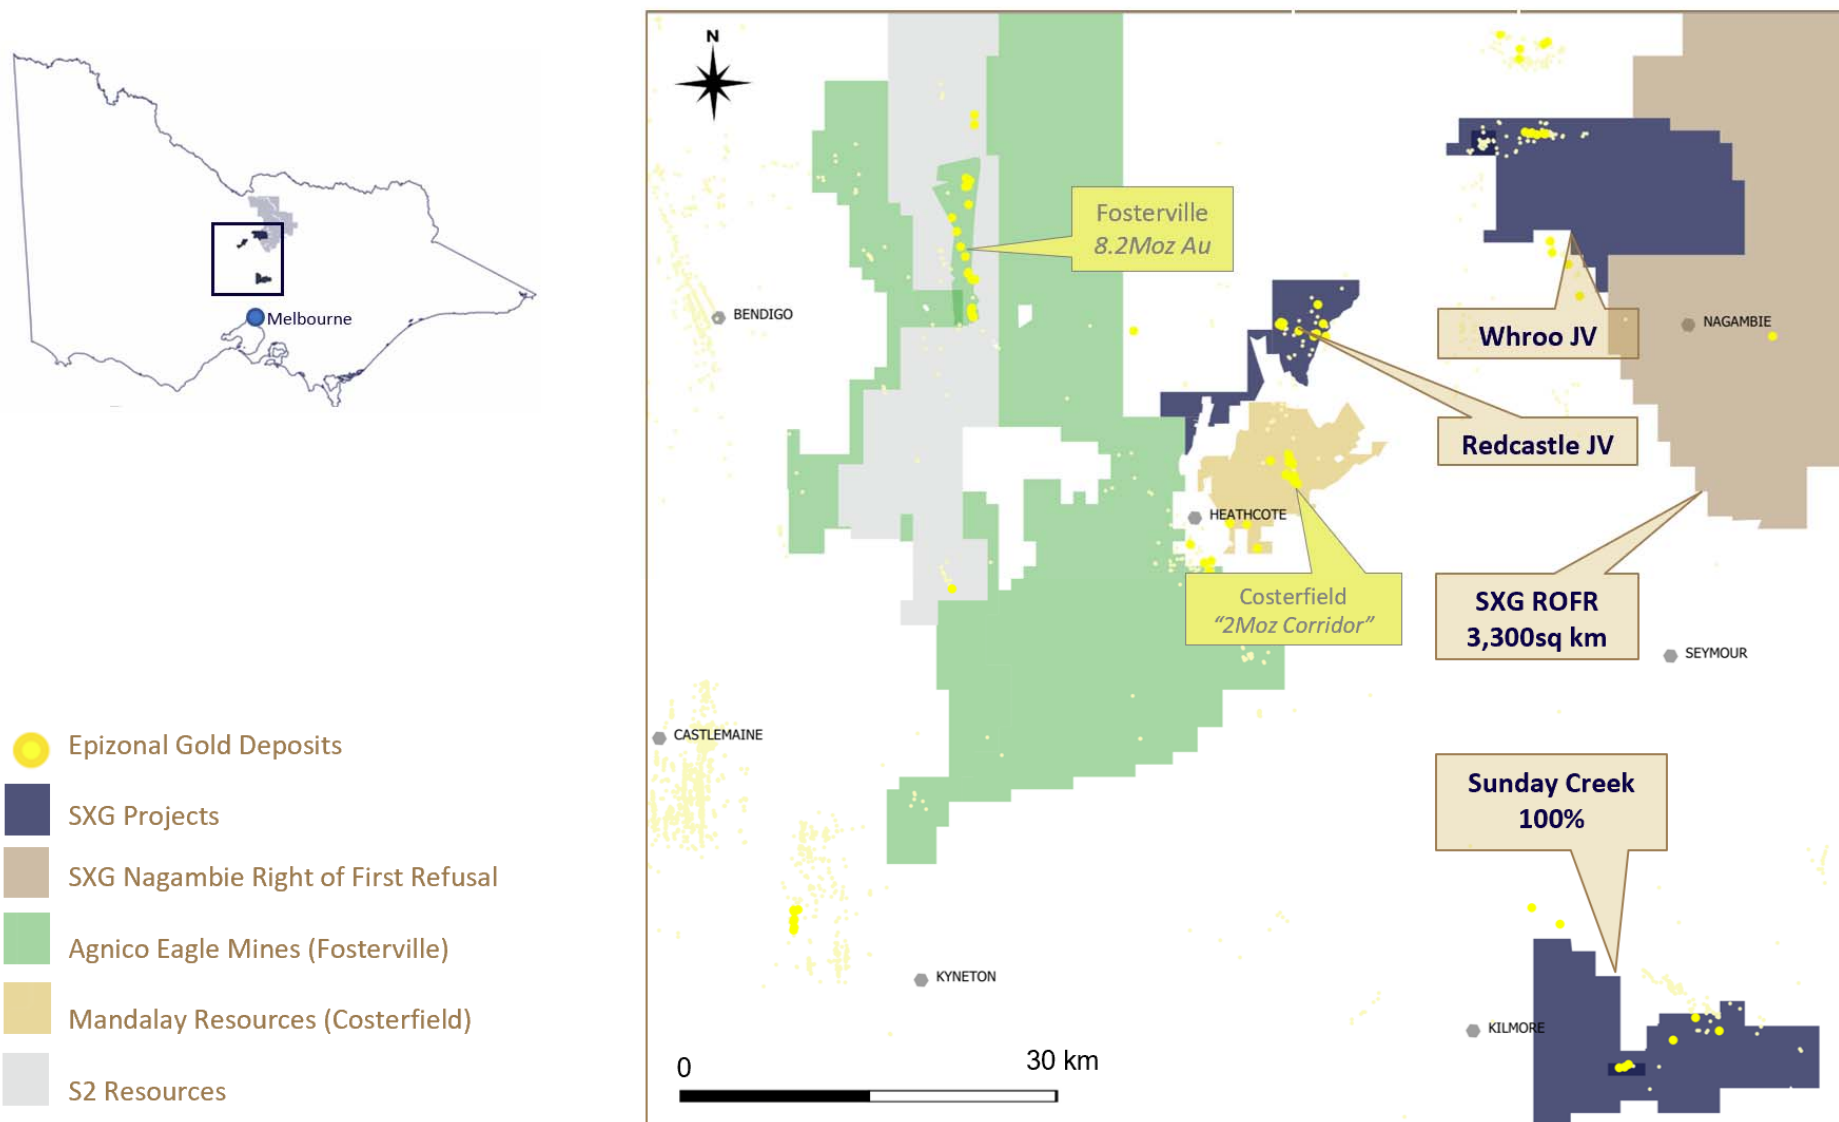 Melbourne
Epizonal Gold Deposits
SXG Projects
SXG Nagambie Right of First Refusal
Agnico Eagle Mines (Fosterville)
Mandalay Resources (Costerfield)
S2 Resources
N
Fosterville
8.2Moz Au
BENDIGO
Whroo JV
NAGAMBIE
Redcastle JV
HEATHCOTE
Costerfield
“2Moz Corridor”
SXG ROFR
3,300sq km
SEYMOUR
CASTLEMAINE
Sunday Creek
100%
KYNETON
KILMORE
0
30 km